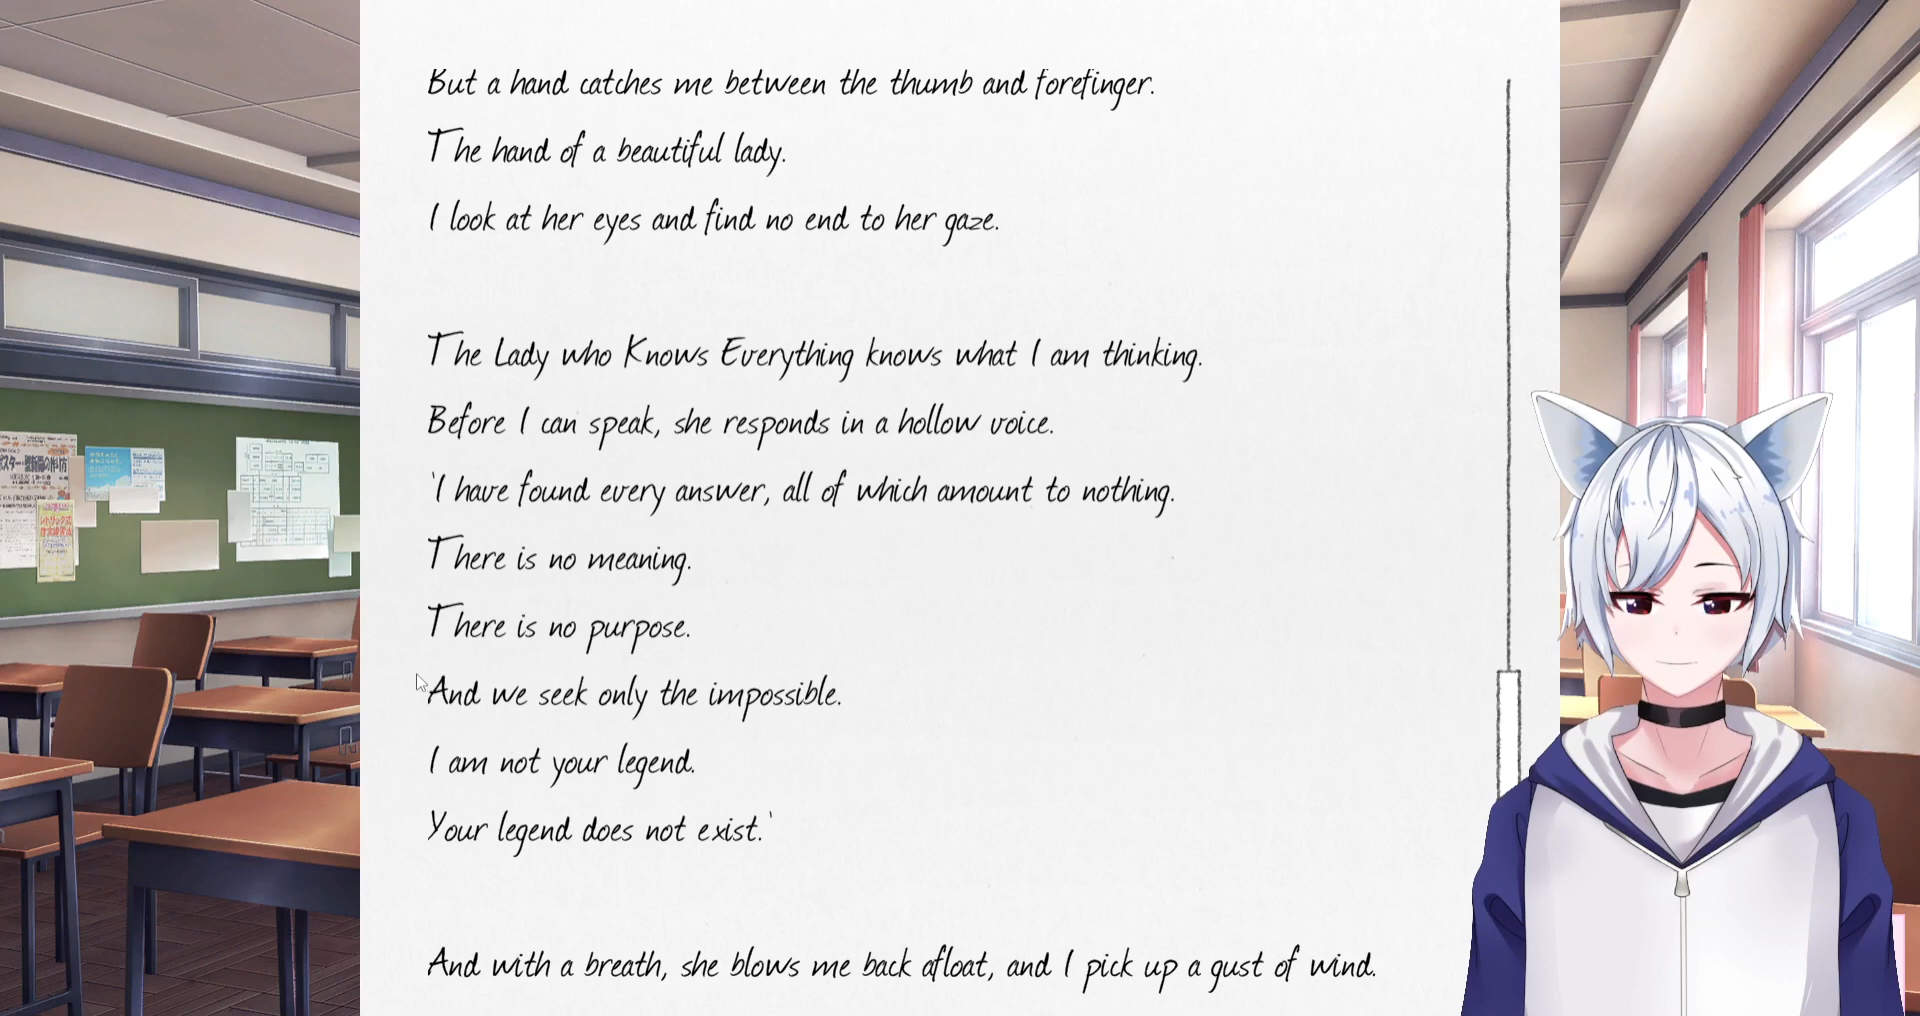 But a hand catches me between the thumb and forefinger.
The hand of a beautiful lady.
I look at her eyes and find no end to her gaze.
The Lady who Knows Everything knows what I am thinking.
Before I can speak, she responds in a hollow voice.
'I have found every answer, all of which amount to nothing.
There is no meaning.
There is no purpose.
And we seek only the impossible.
I am not your legend.
Your legend does not exist.'
And with a breath, she blows me back afloat, and I pick up a gust of wind.